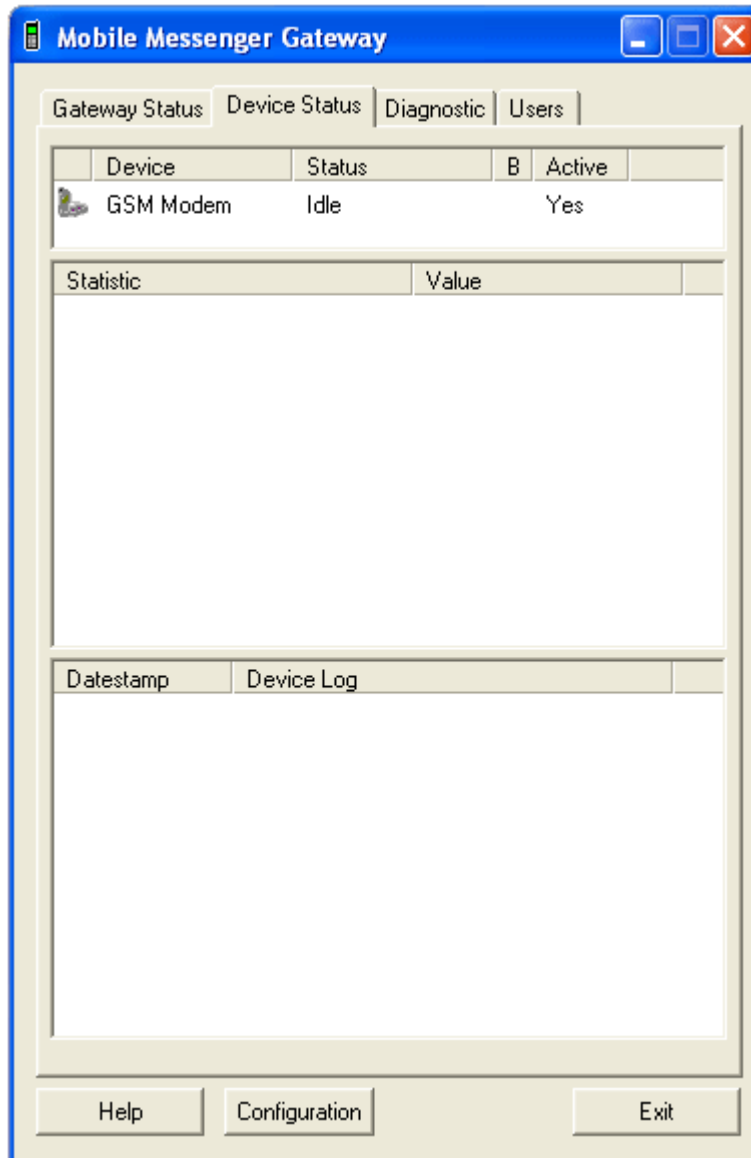 Mobile Messenger Gateway
Gateway Status Device Status Diagnostic Users
Device Status B Active
GSM Modem Idle Yes
Statistic Value
Datestamp Device Log
Help Configuration Exit